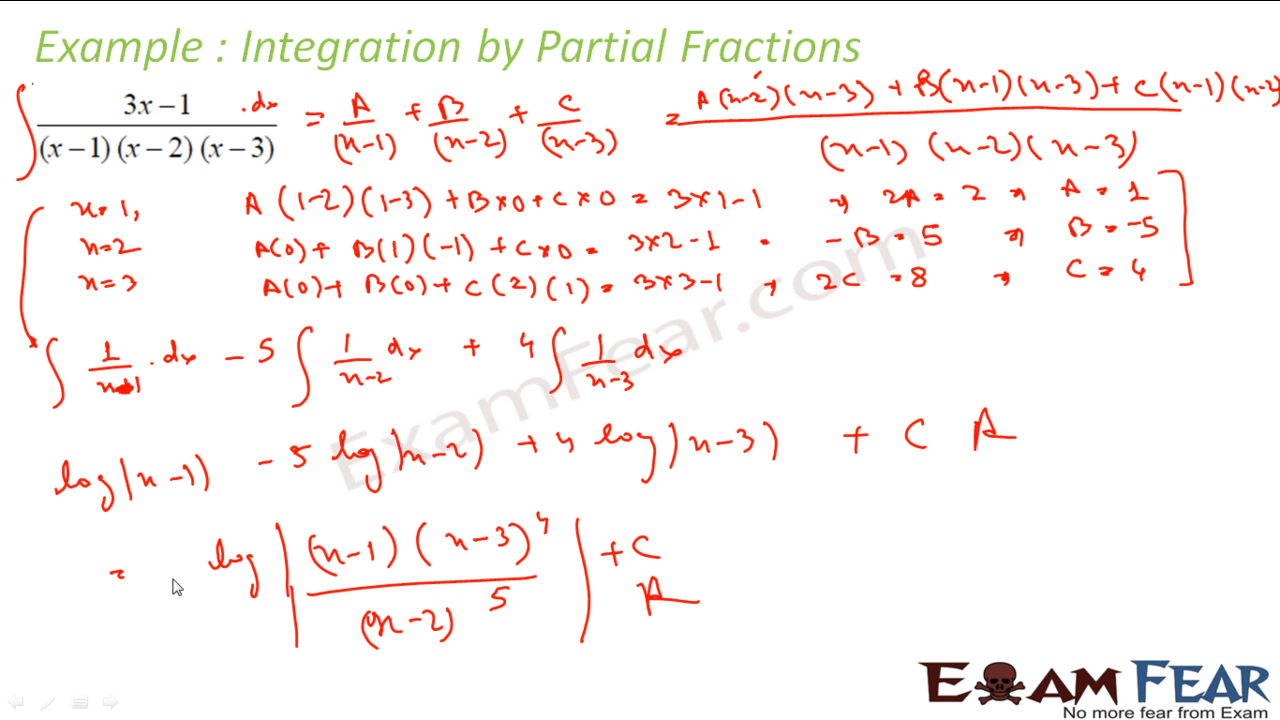 Example : Integration by Partial Fractions
∫ (3x − 1)/((x − 1)(x − 2)(x − 3)) .dx = A/(x-1) + B/(x-2) + C/(x-3) = (A(x-2)(x-3) + B(x-1)(x-3) + C(x-1)(x-2))/((x-1)(x-2)(x-3))
x=1, A(1-2)(1-3) + B×0 + C×0 = 3×1-1 ⇒ 2A = 2 ⇒ A = 1
x=2 A(0) + B(1)(-1) + C×0 = 3×2-1 = -B = 5 ⇒ B = -5
x=3 A(0) + B(0) + C(2)(1) = 3×3-1 ⇒ 2C = 8 ⇒ C = 4
∫ 1/(x-1) . dx - 5 ∫ 1/(x-2) dx + 4 ∫ 1/(x-3) dx
log|x-1| - 5 log|x-2| + 4 log|x-3| + C A
= log |(x-1)(x-3)^4/(x-2)^5| + C A
ExamFear.com
EXAM FEAR
No more fear from Exam